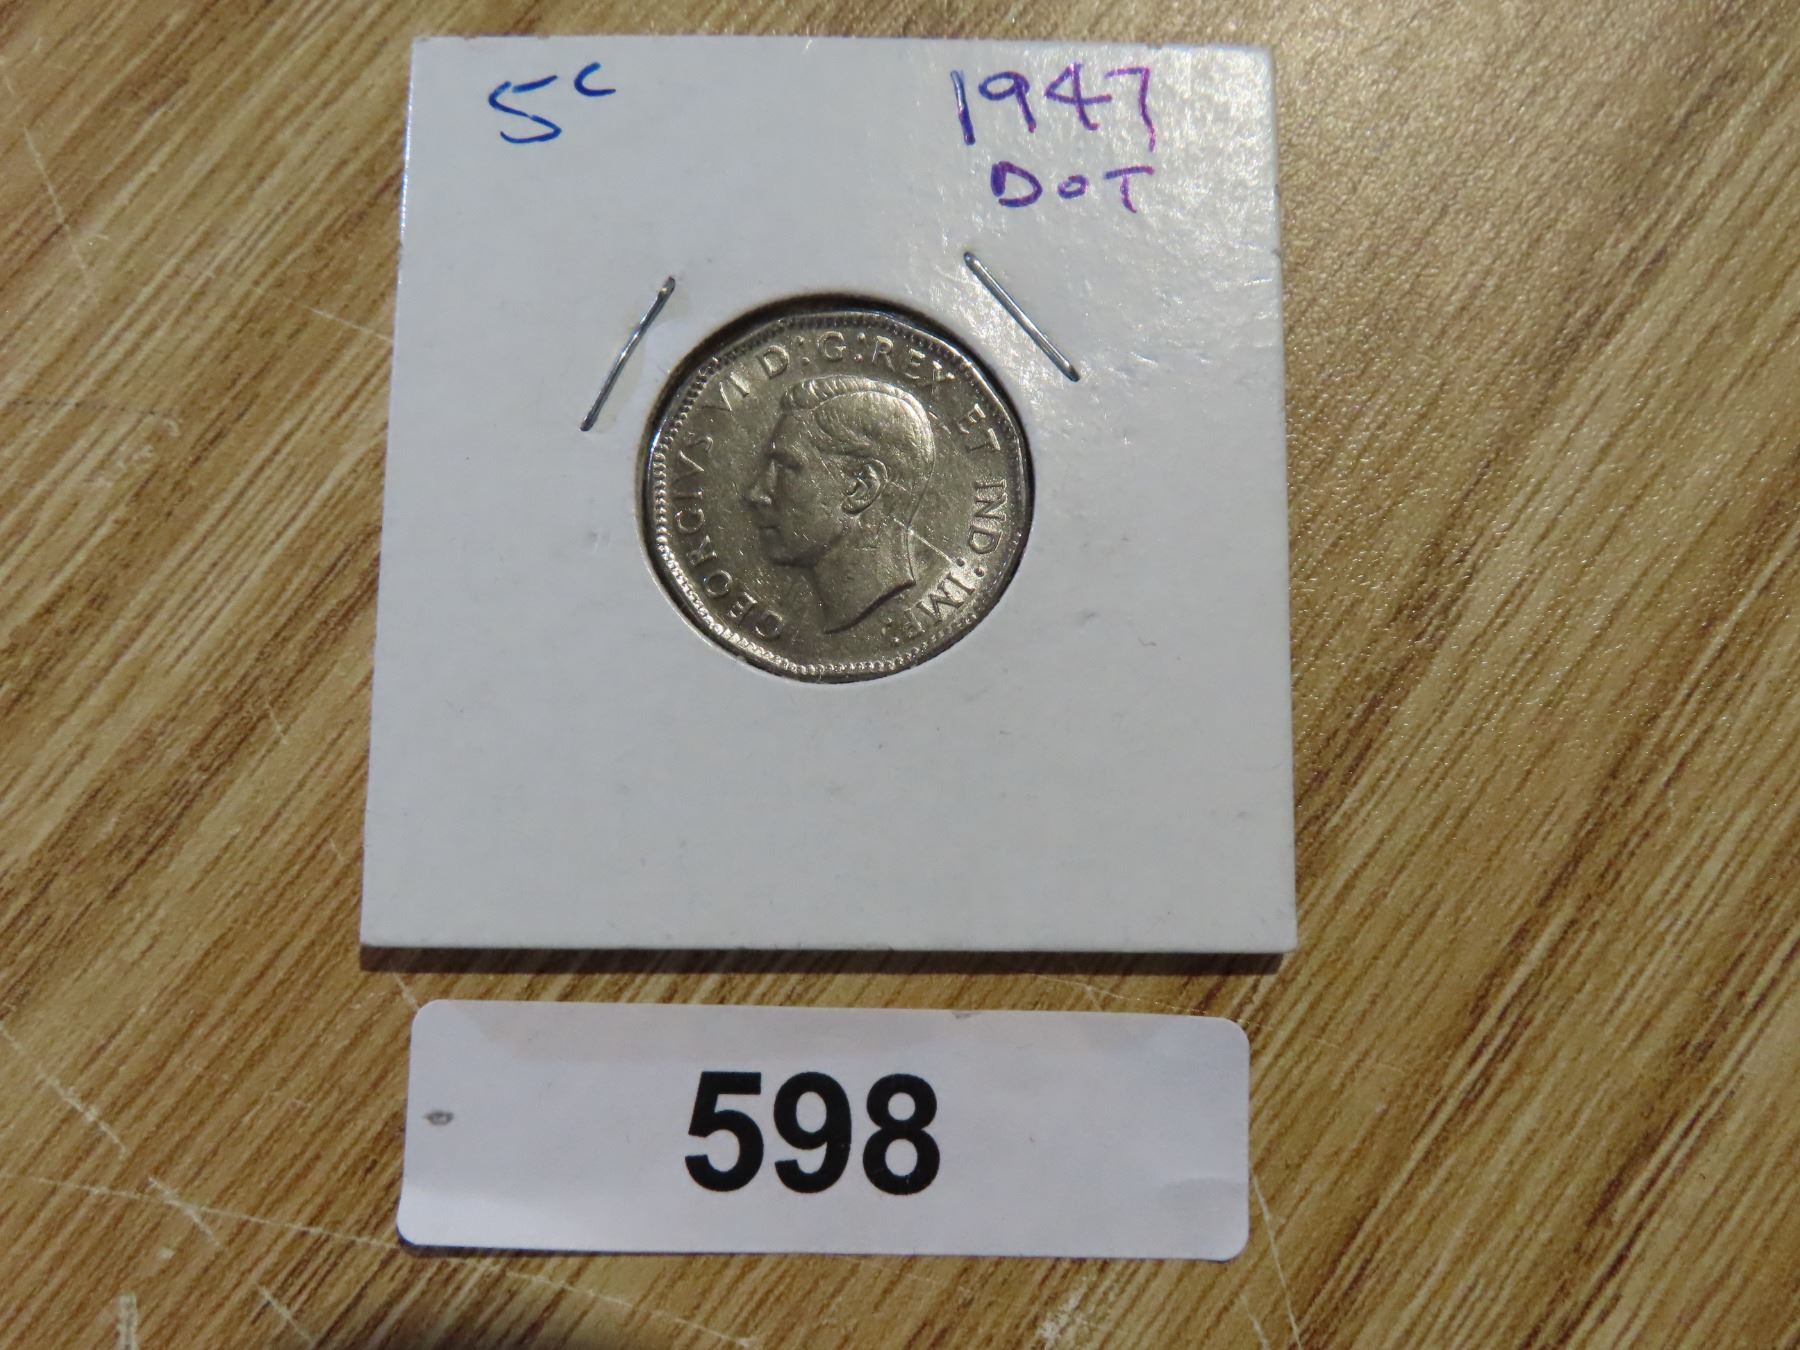 5c
1947
DOT
GEORGIVS VI D:G:REX ET IND:IMP:
598